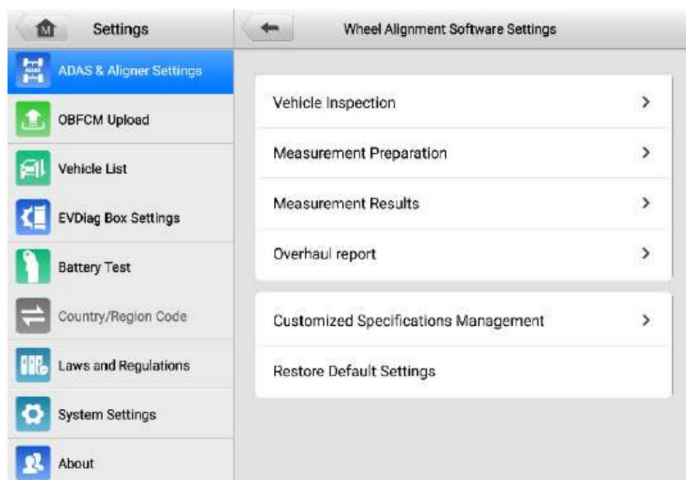 Settings
Wheel Alignment Software Settings
ADAS & Aligner Settings
OBFCM Upload
Vehicle List
EVDiag Box Settings
Battery Test
Country/Region Code
Laws and Regulations
System Settings
About
Vehicle Inspection
Measurement Preparation
Measurement Results
Overhaul report
Customized Specifications Management
Restore Default Settings